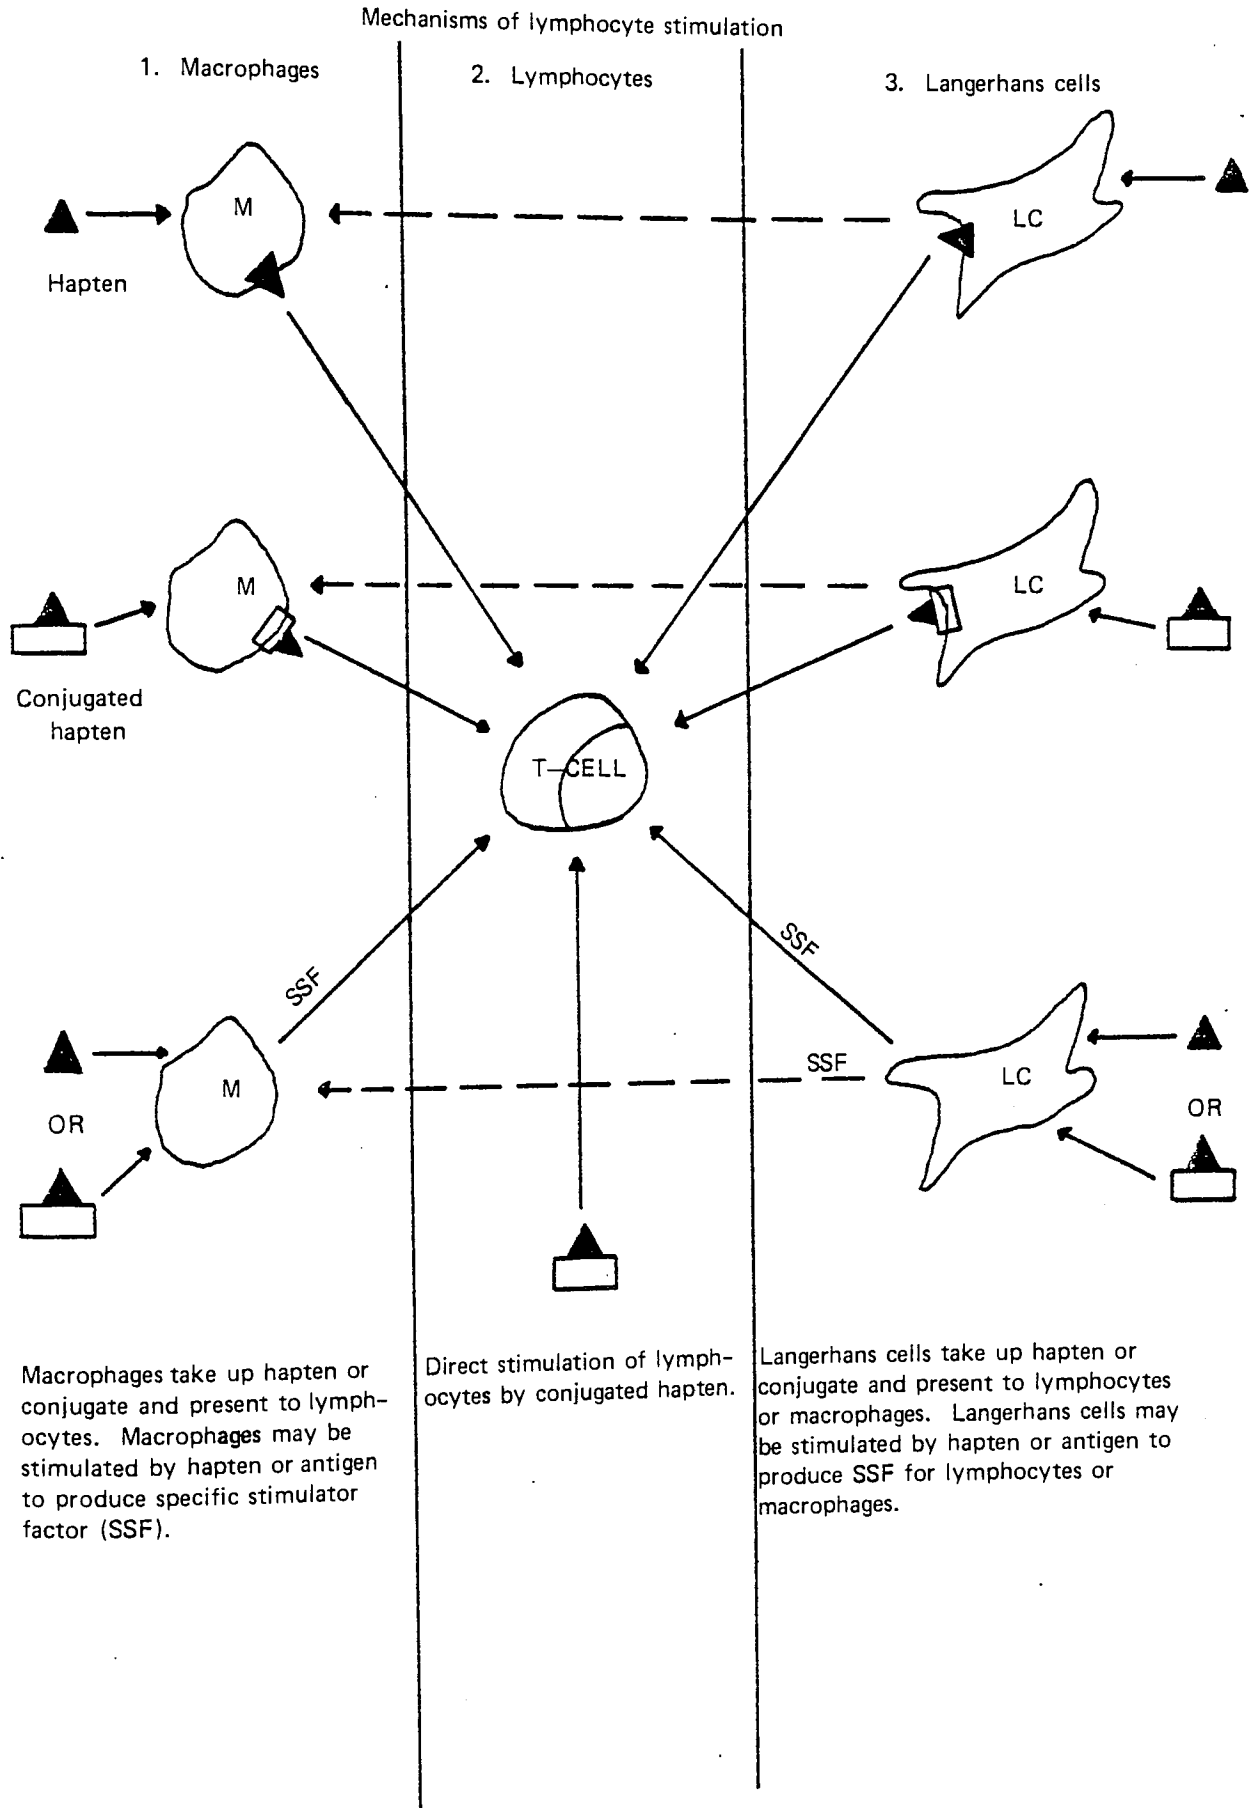 Mechanisms of lymphocyte stimulation
1. Macrophages
2. Lymphocytes
3. Langerhans cells
M
LC
Hapten
M
LC
Conjugated
hapten
T-CELL
SSF
SSF
SSF
M
LC
OR
OR
Macrophages take up hapten or
conjugate and present to lymph-
ocytes. Macrophages may be
stimulated by hapten or antigen
to produce specific stimulator
factor (SSF).
Direct stimulation of lymph-
ocytes by conjugated hapten.
Langerhans cells take up hapten or
conjugate and present to lymphocytes
or macrophages. Langerhans cells may
be stimulated by hapten or antigen to
produce SSF for lymphocytes or
macrophages.